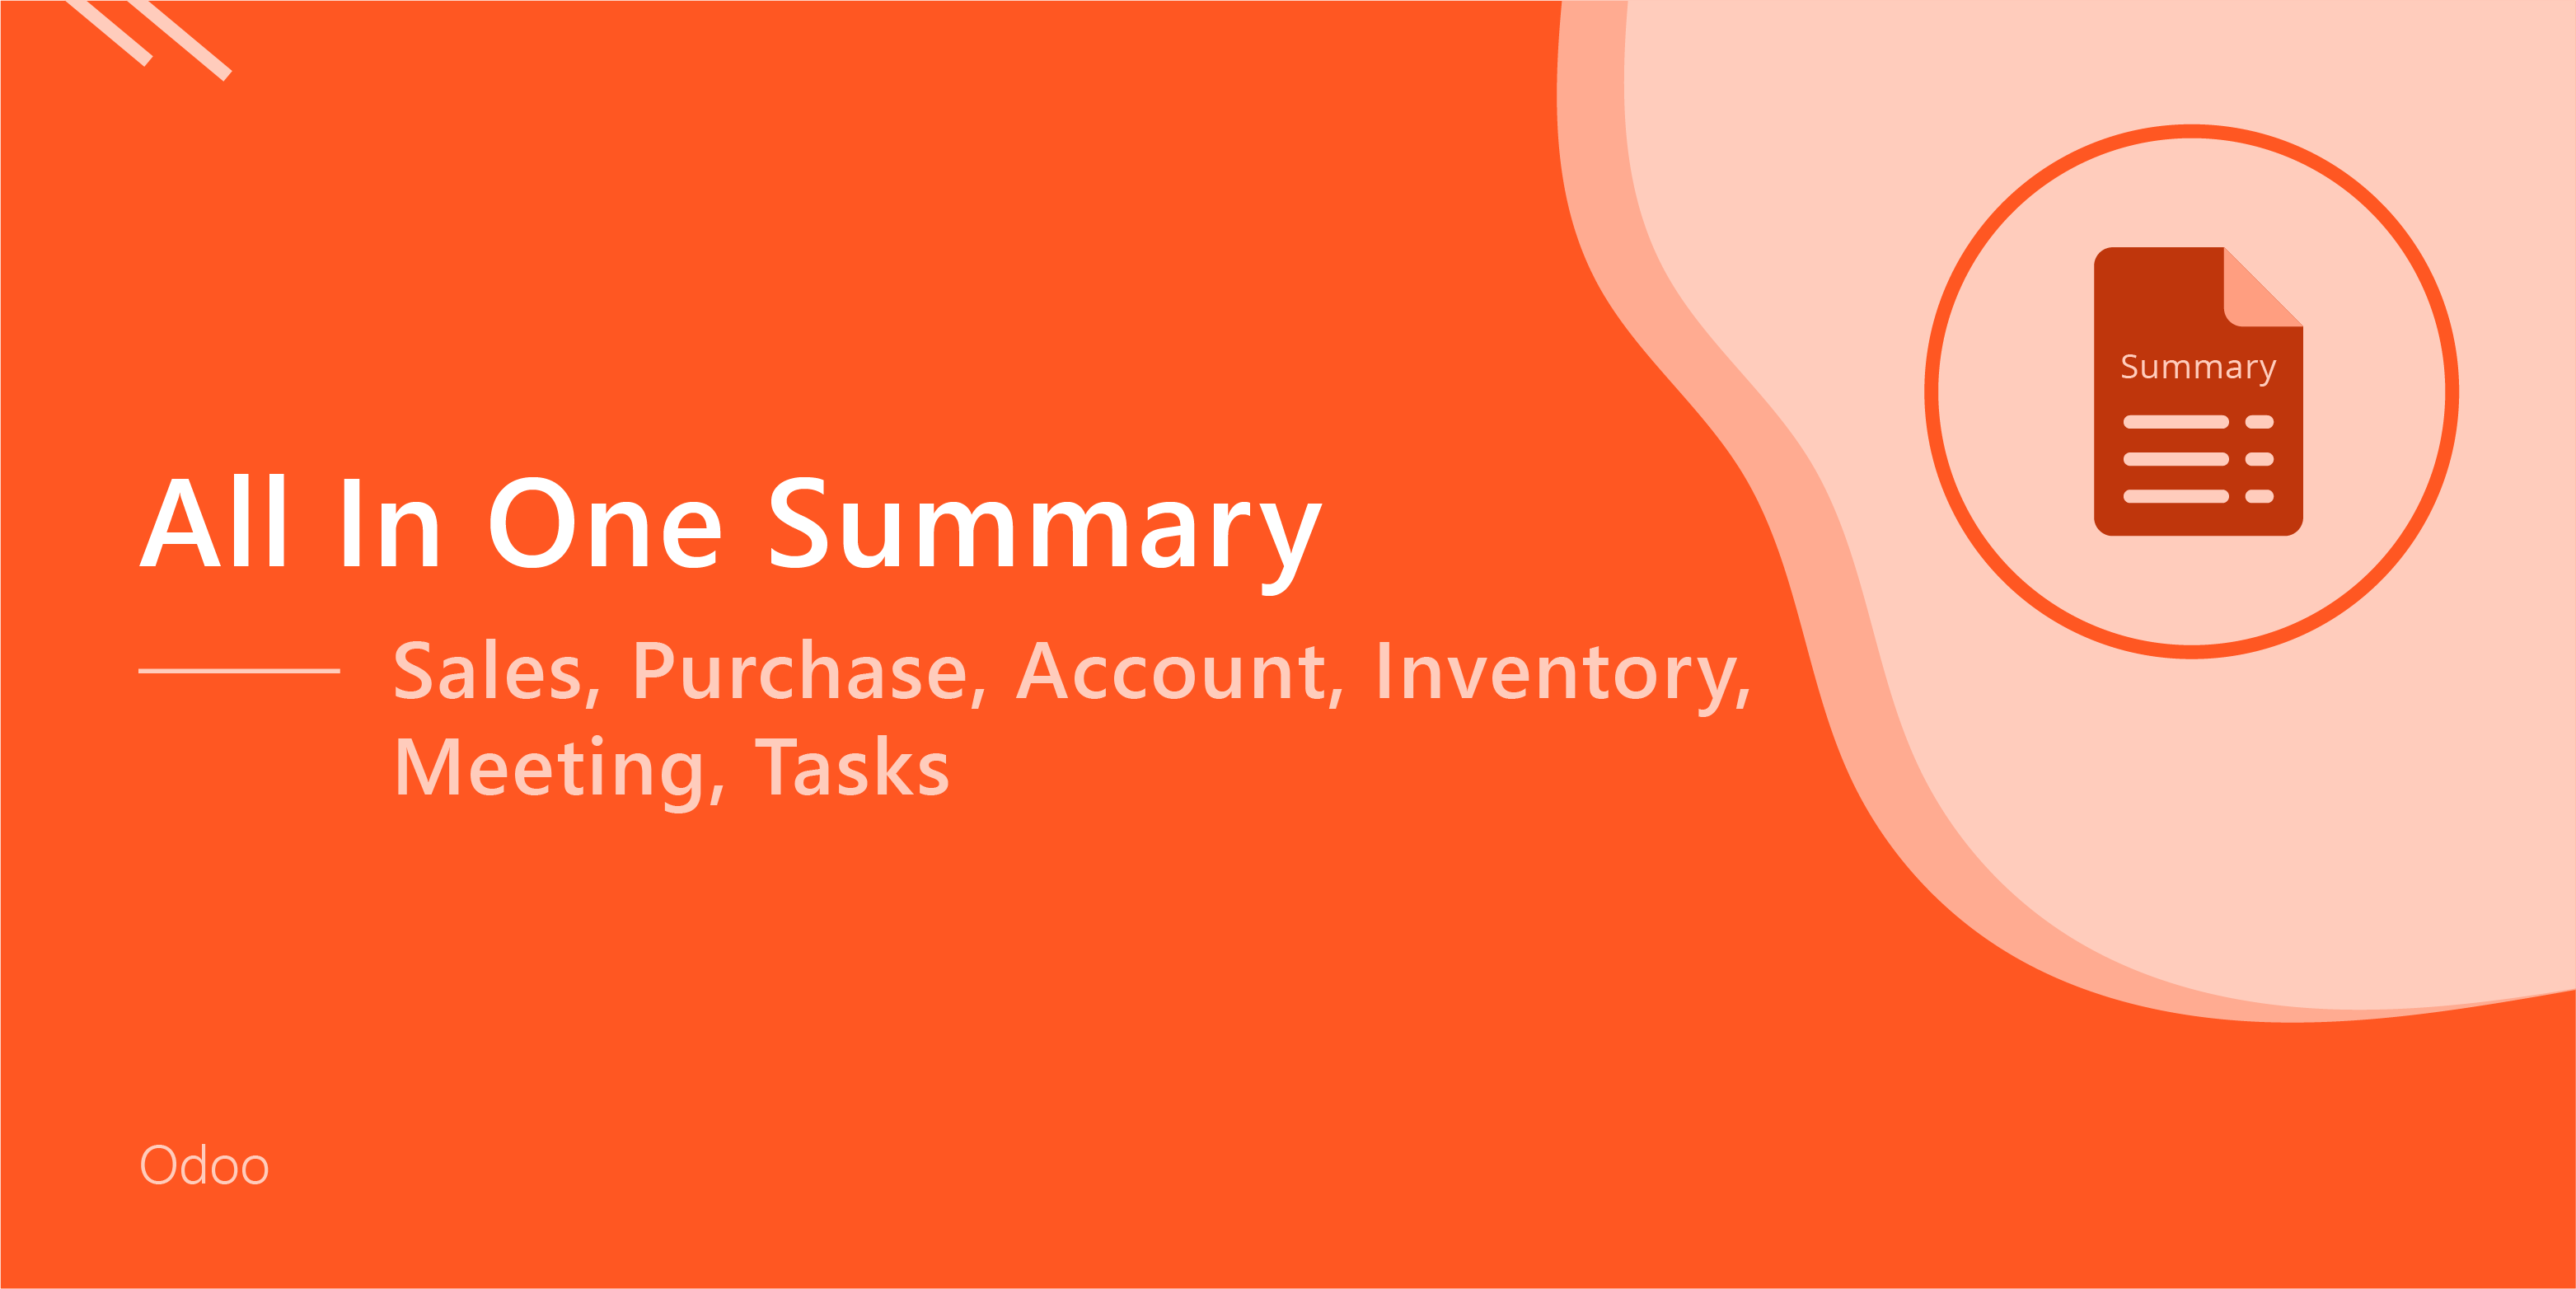 All In One Summary
Sales, Purchase, Account, Inventory,
Meeting, Tasks
Summary
Odoo